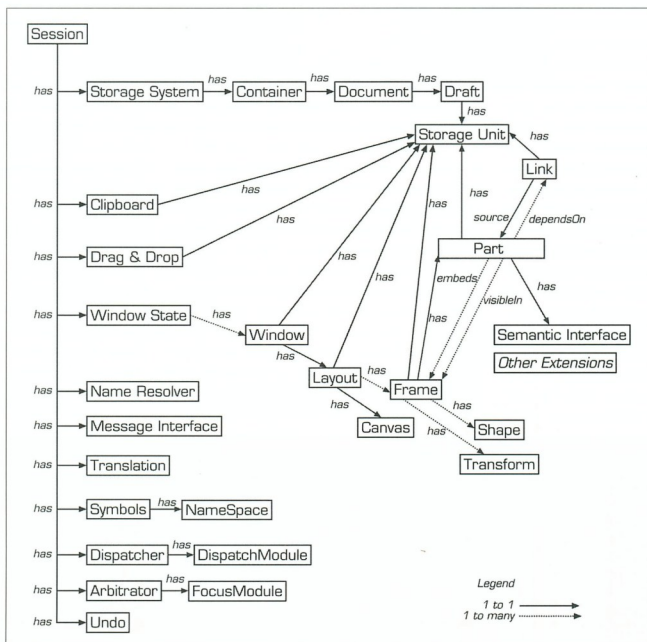 Session
has
Storage System
has
Container
has
Document
has
Draft
has
Storage Unit
has
Link
has
Clipboard
has
has
source
dependsOn
has
Drag & Drop
has
Part
has
has
embeds
visibleIn
has
has
Window State
has
Window
has
has
Semantic Interface
Other Extensions
Layout
has
Frame
has
Name Resolver
has
has
has
Shape
has
Message Interface
Canvas
has
Translation
Transform
has
Symbols
has
NameSpace
has
Dispatcher
has
DispatchModule
has
Arbitrator
has
FocusModule
has
Undo
Legend
1 to 1
1 to many